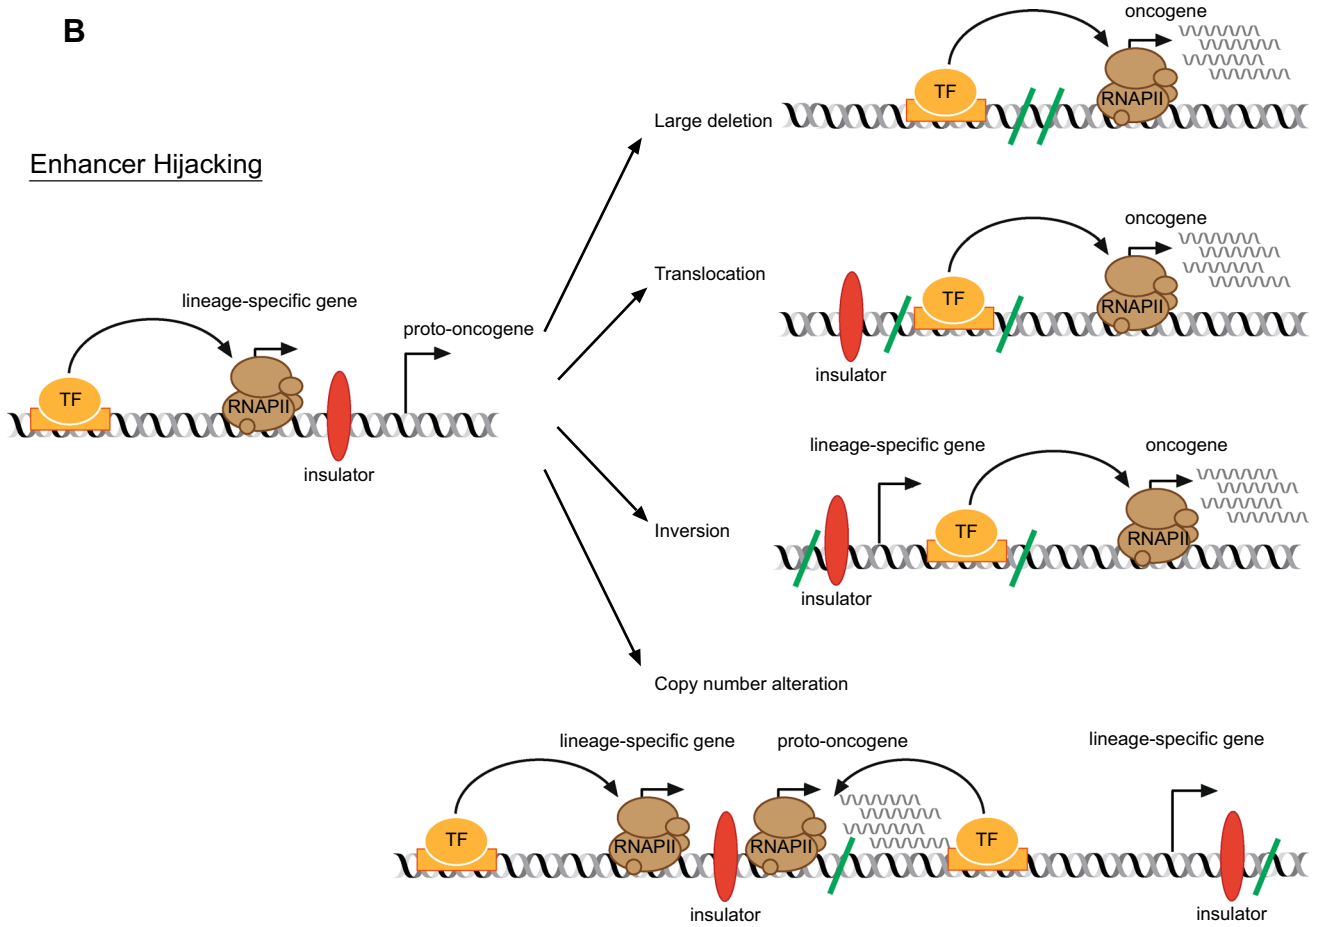 B
Enhancer Hijacking
lineage-specific gene
proto-oncogene
TF
RNAPII
insulator
Large deletion
oncogene
TF
RNAPII
Translocation
oncogene
TF
RNAPII
insulator
Inversion
lineage-specific gene
oncogene
TF
RNAPII
insulator
Copy number alteration
lineage-specific gene
proto-oncogene
lineage-specific gene
TF
RNAPII
RNAPII
TF
insulator
insulator